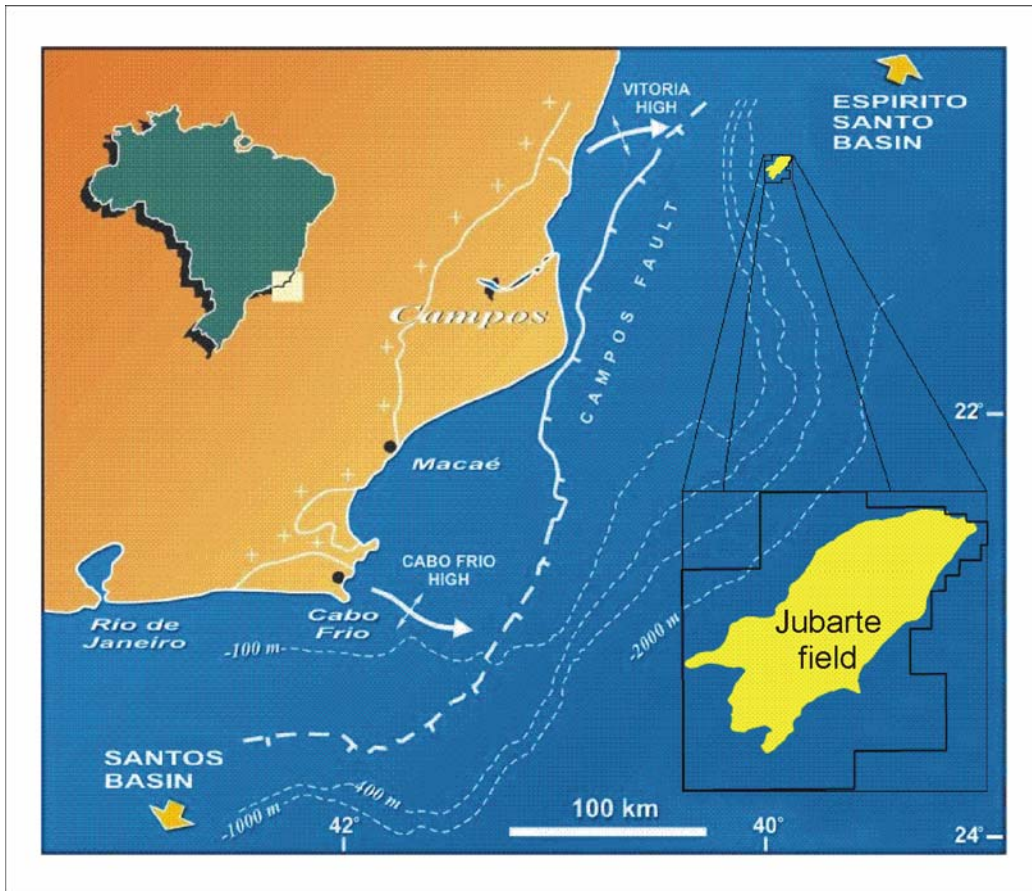 VITORIA
HIGH
ESPIRITO
SANTO
BASIN
CAMPOS FAULT
Campos
22°
Macaé
CABO FRIO
HIGH
Rio de
Janeiro
Cabo
Frio
-100 m-
-2000 m-
Jubarte
field
SANTOS
BASIN
-400 m-
-1000 m-
100 km
42°
40°
24°